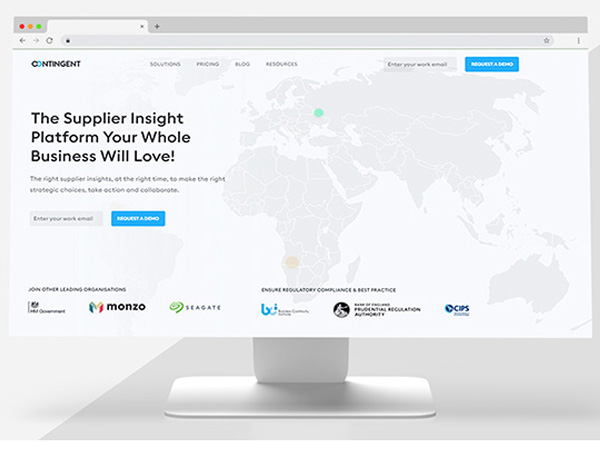 CONTINGENT
SOLUTIONS
PRICING
BLOG
RESOURCES
Enter your work email
REQUEST A DEMO
The Supplier Insight
Platform Your Whole
Business Will Love!
The right supplier insights, at the right time, to make the right
strategic choices, take action and collaborate.
Enter your work email
REQUEST A DEMO
JOIN OTHER LEADING ORGANISATIONS
HM Government
monzo
SEAGATE
ENSURE REGULATORY COMPLIANCE & BEST PRACTICE
bci
Business Continuity
Institute
BANK OF ENGLAND
PRUDENTIAL REGULATION
AUTHORITY
CIPS